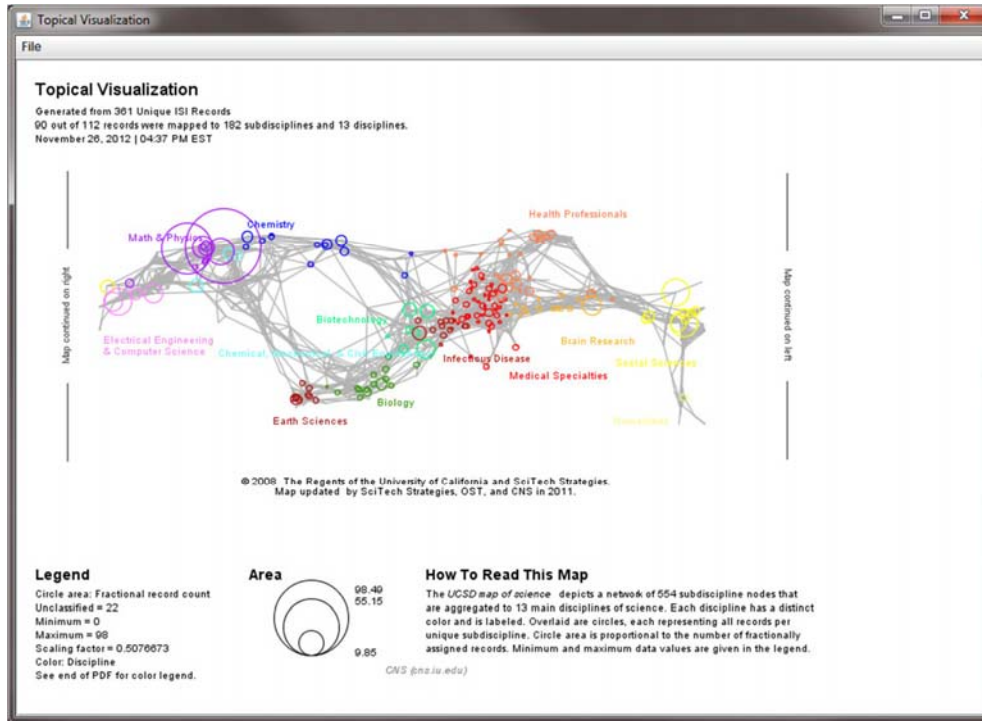 Topical Visualization
File
Topical Visualization
Generated from 361 Unique ISI Records
90 out of 112 records were mapped to 182 subdisciplines and 13 disciplines.
November 26, 2012 | 04:37 PM EST
Health Professionals
Chemistry
Math & Physics
Map continued on right
Map continued on left
Biotechnology
Electrical Engineering
& Computer Science
Brain Research
Chemical, & Civil
Infectious Disease
Social Sciences
Medical Specialties
Biology
Earth Sciences
Humanities
© 2008 The Regents of the University of California and SciTech Strategies.
Map updated by SciTech Strategies, OST, and CNS in 2011.
Legend
Circle area: Fractional record count
Unclassified = 22
Minimum = 0
Maximum = 98
Scaling factor = 0.5076673
Color: Discipline
See end of PDF for color legend.
Area
98.49
55.15
9.85
How To Read This Map
The UCSD map of science depicts a network of 554 subdiscipline nodes that
are aggregated to 13 main disciplines of science. Each discipline has a distinct
color and is labeled. Overlaid are circles, each representing all records per
unique subdiscipline. Circle area is proportional to the number of fractionally
assigned records. Minimum and maximum data values are given in the legend.
CNS (cns.iu.edu)